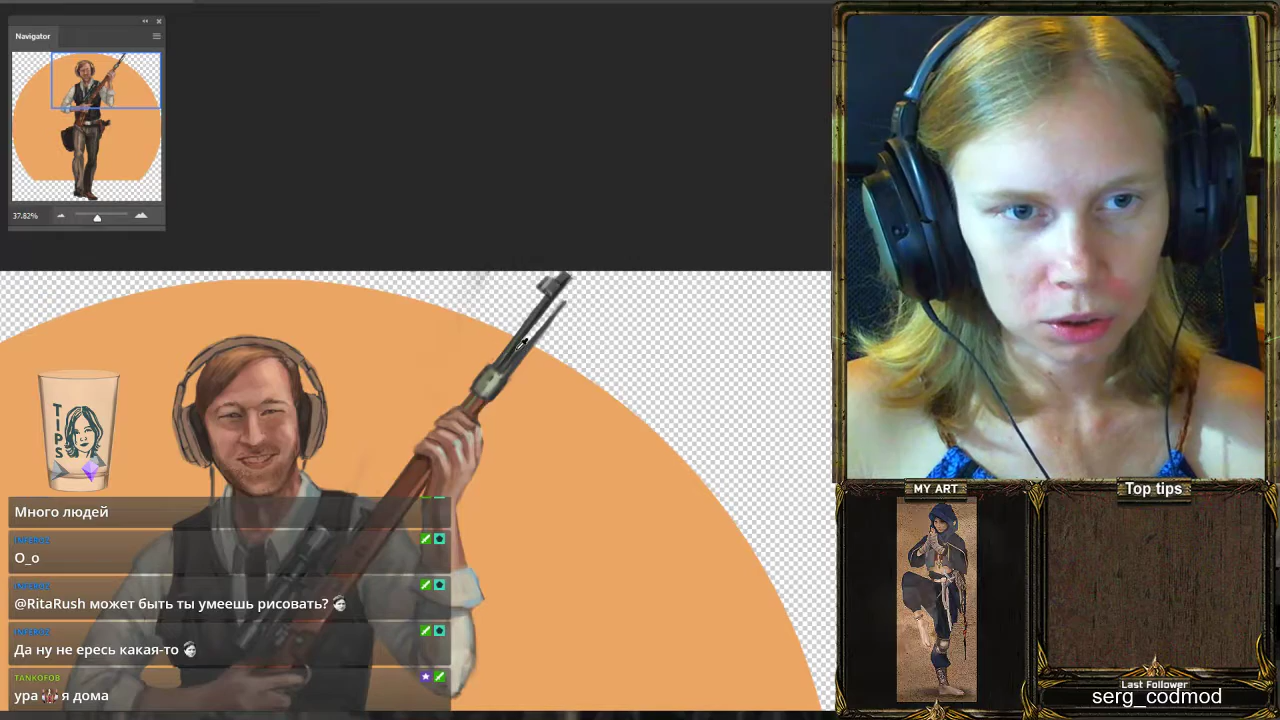 Navigator
37.82%
TIPS
Много людей
O_o
@RitaRush может быть ты умеешь рисовать?
Да ну не ересь какая-то
TANKOFOB
ура я дома
MY ART
Top tips
Last Follower
serg_codmod